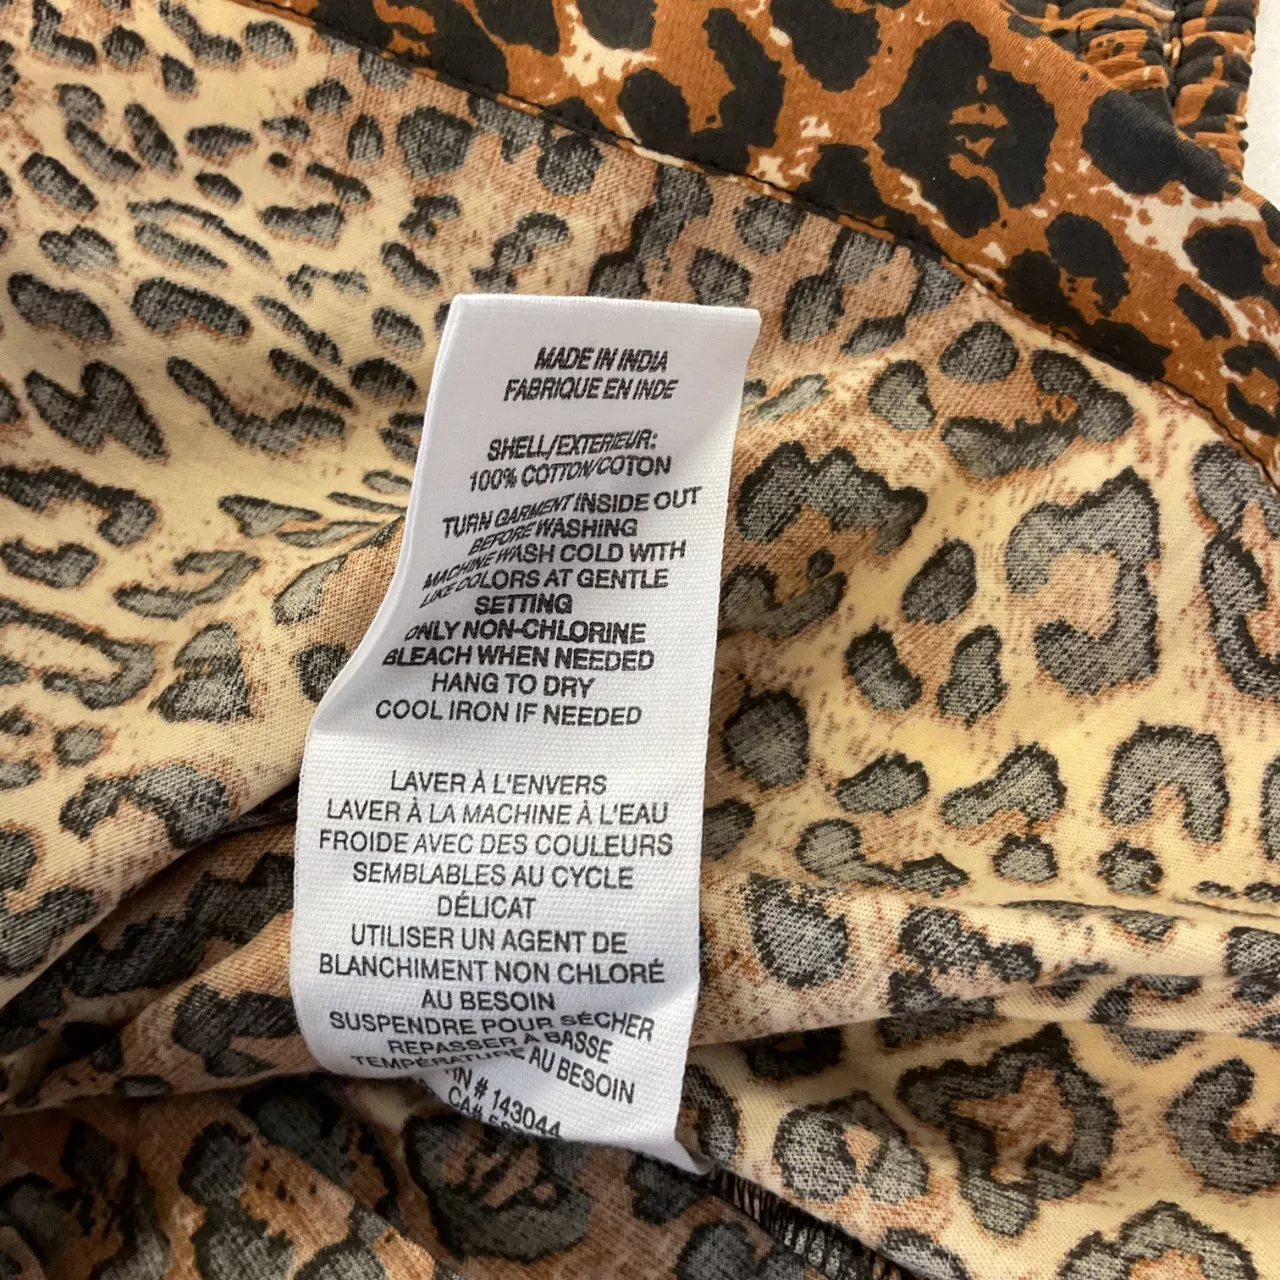 MADE IN INDIA
FABRIQUE EN INDE
SHELL/EXTERIEUR:
100% COTTON/COTON
TURN GARMENT INSIDE OUT
BEFORE WASHING
MACHINE WASH COLD WITH
LIKE COLORS AT GENTLE
SETTING
ONLY NON-CHLORINE
BLEACH WHEN NEEDED
HANG TO DRY
COOL IRON IF NEEDED
LAVER À L'ENVERS
LAVER À LA MACHINE À L'EAU
FROIDE AVEC DES COULEURS
SEMBLABLES AU CYCLE
DÉLICAT
UTILISER UN AGENT DE
BLANCHIMENT NON CHLORÉ
AU BESOIN
SUSPENDRE POUR SÉCHER
REPASSER À BASSE
TEMPÉRATURE AU BESOIN
# 143044
CA#